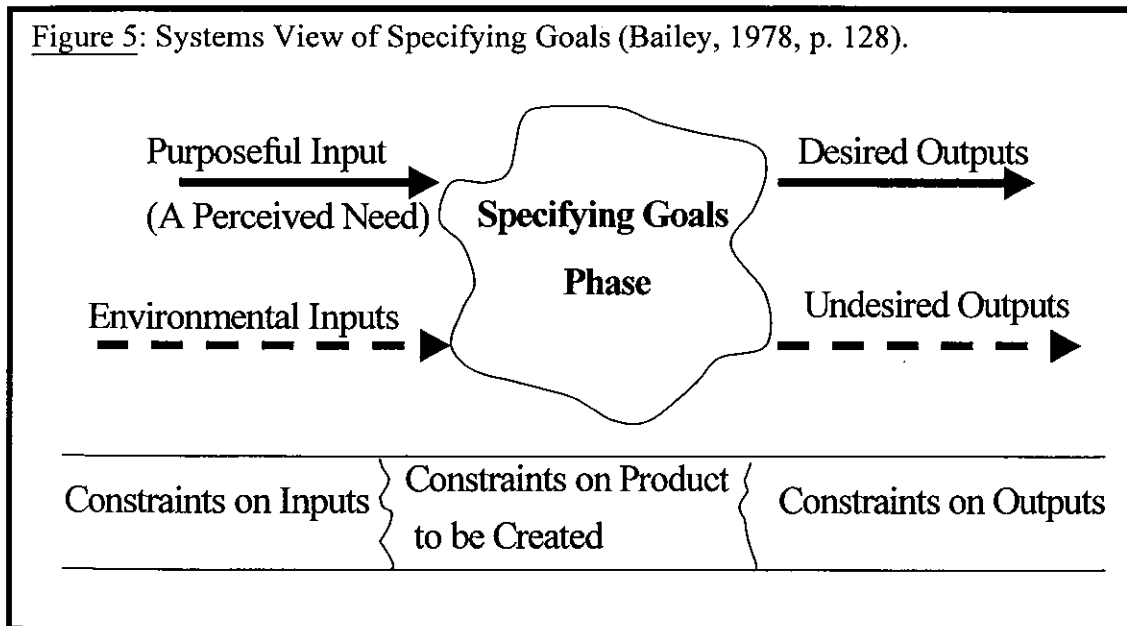 Figure 5: Systems View of Specifying Goals (Bailey, 1978, p. 128).
Purposeful Input
(A Perceived Need)
Environmental Inputs
Specifying Goals
Phase
Desired Outputs
Undesired Outputs
Constraints on Inputs
Constraints on Product
to be Created
Constraints on Outputs